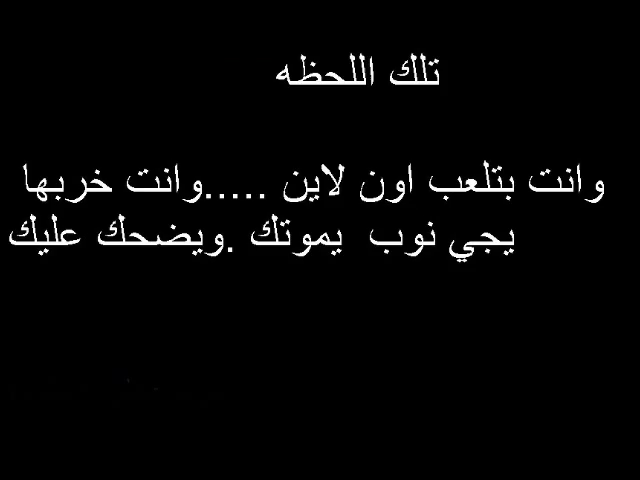 تلك اللحظه
وانت بتلعب اون لاين .....وانت خربها
يجي نوب يموتك .ويضحك عليك